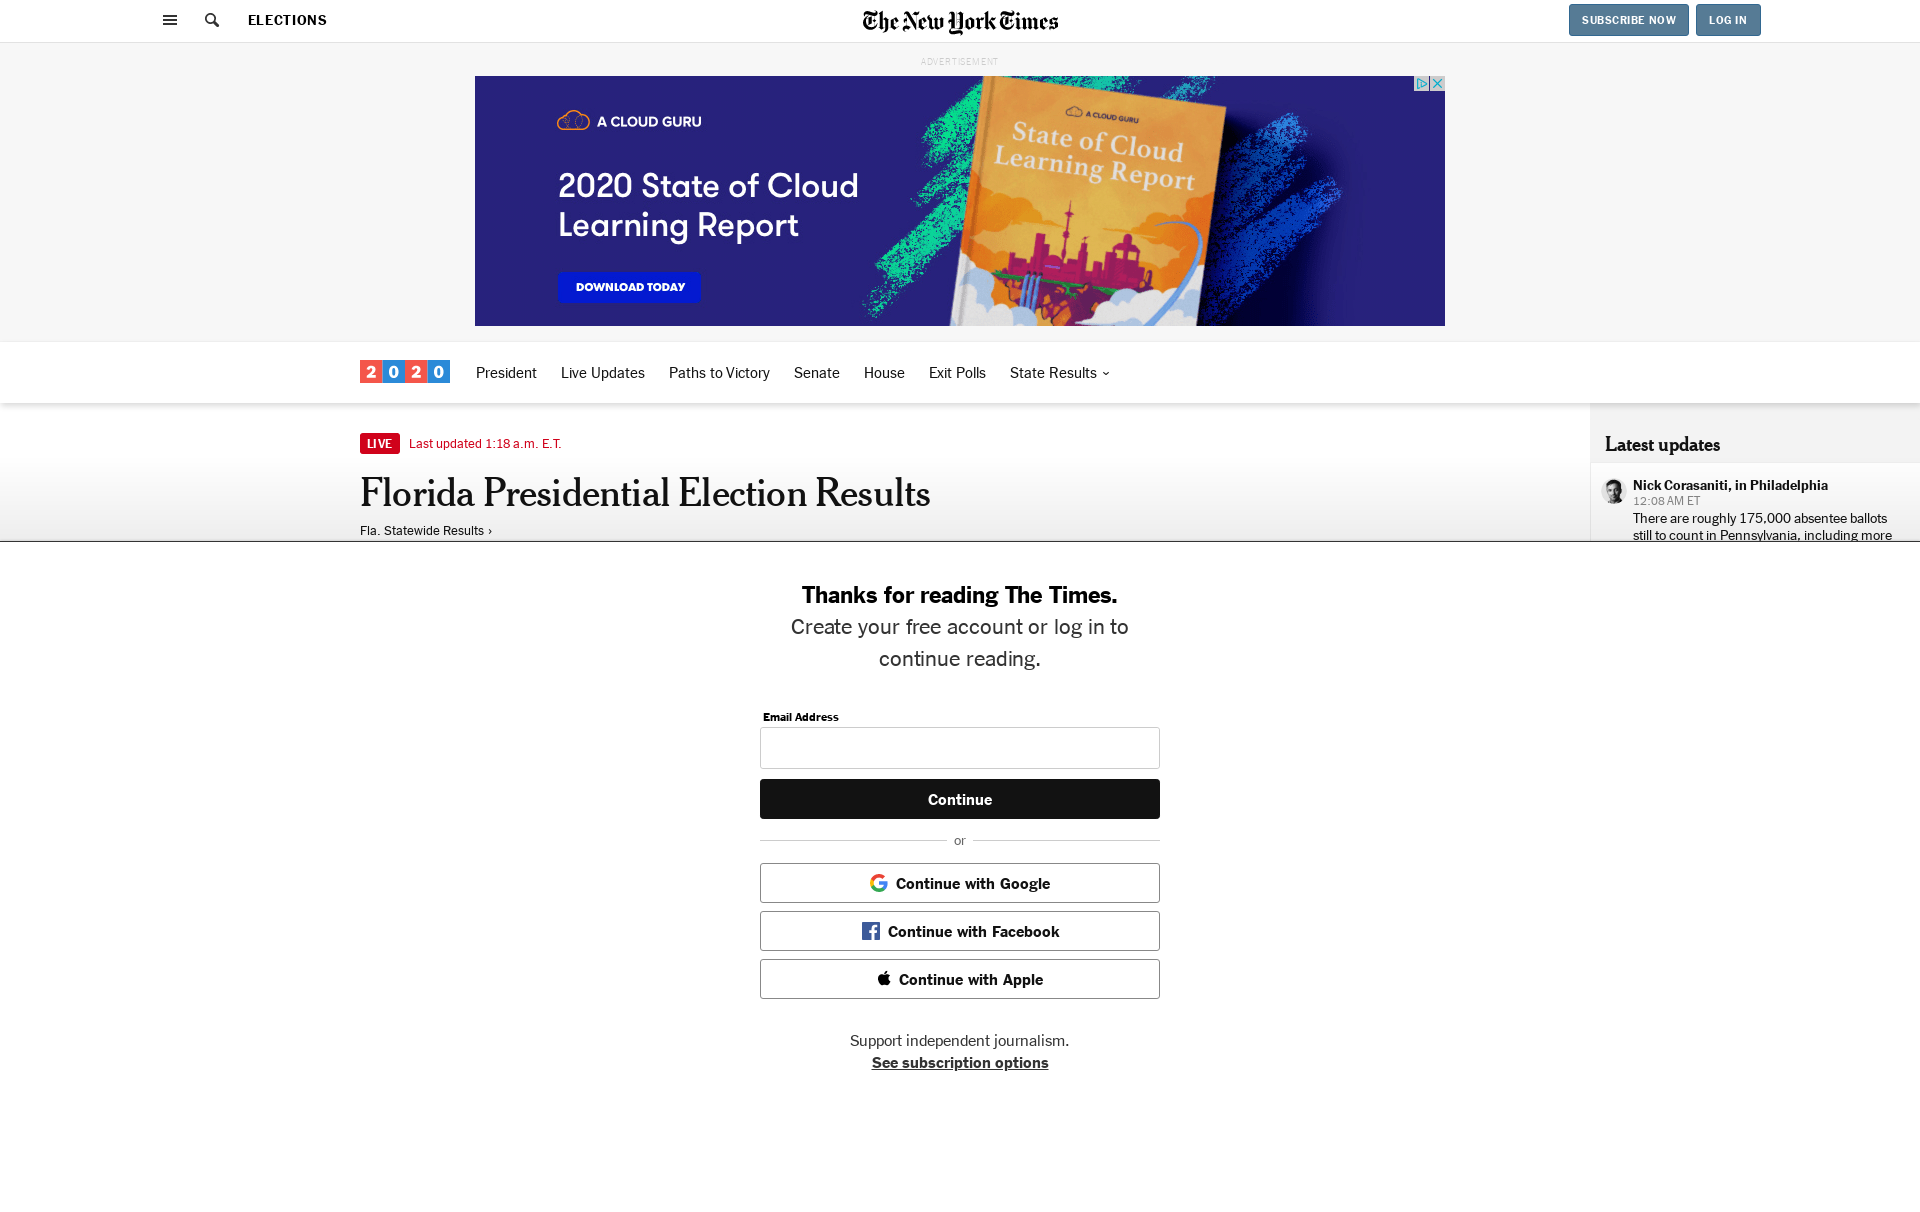 ELECTIONS
The New York Times
SUBSCRIBE NOW
LOG IN
ADVERTISEMENT
A CLOUD GURU
2020 State of Cloud
Learning Report
DOWNLOAD TODAY
A CLOUD GURU
State of Cloud
Learning Report
2020
President
Live Updates
Paths to Victory
Senate
House
Exit Polls
State Results
LIVE
Last updated 1:18 a.m. E.T.
Florida Presidential Election Results
Fla. Statewide Results ›
Latest updates
Nick Corasaniti, in Philadelphia
12:08 AM ET
There are roughly 175,000 absentee ballots
still to count in Pennsylvania, including more
Thanks for reading The Times.
Create your free account or log in to
continue reading.
Email Address
Continue
or
Continue with Google
Continue with Facebook
Continue with Apple
Support independent journalism.
See subscription options